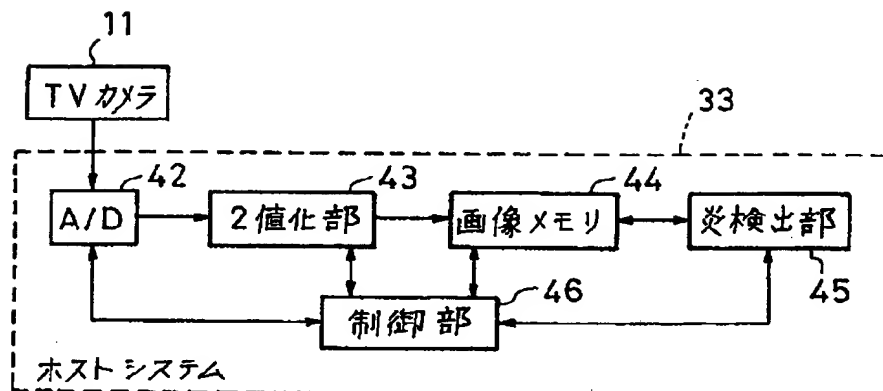 11
TVカメラ
33
42
43
44
A/D
2値化部
画像メモリ
炎検出部
45
46
制御部
ホストシステム